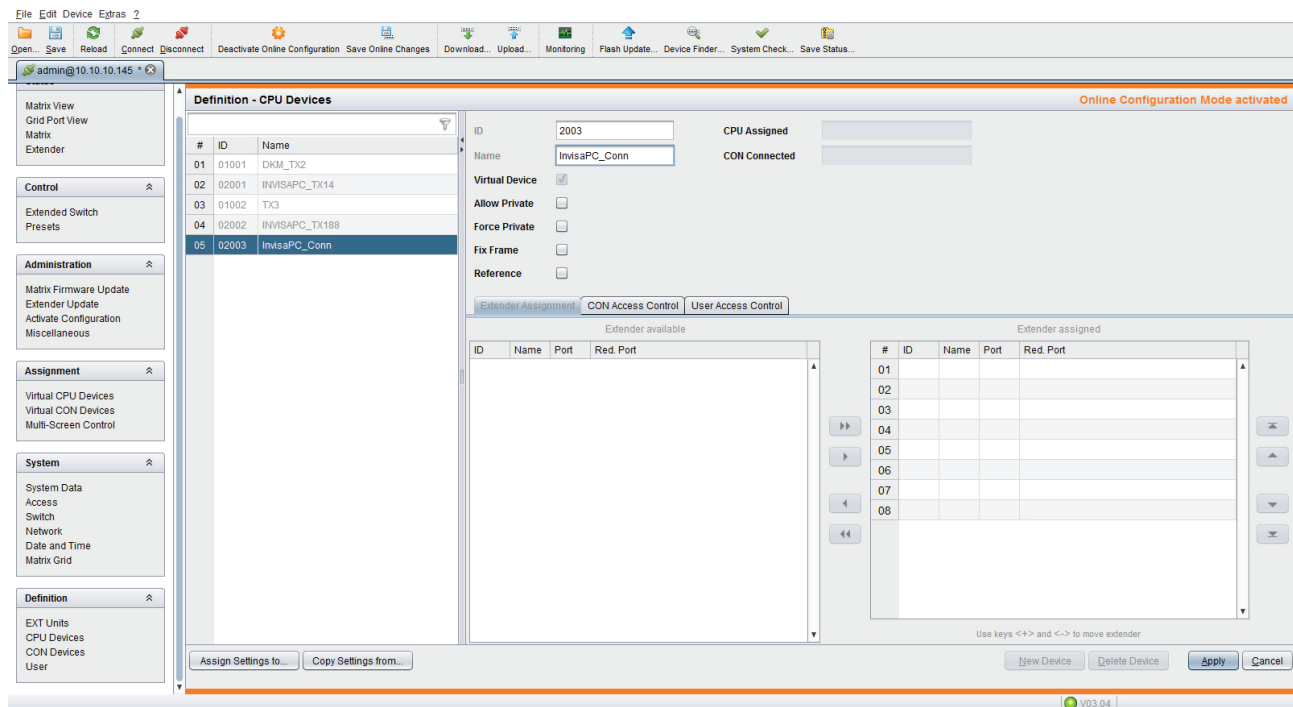 File Edit Device Extras ?
Open... Save Reload Connect Disconnect Deactivate Online Configuration Save Online Changes Download... Upload... Monitoring Flash Update... Device Finder... System Check... Save Status...
admin@10.10.10.145 *
Matrix View
Grid Port View
Matrix
Extender
Control
Extended Switch
Presets
Administration
Matrix Firmware Update
Extender Update
Activate Configuration
Miscellaneous
Assignment
Virtual CPU Devices
Virtual CON Devices
Multi-Screen Control
System
System Data
Access
Switch
Network
Date and Time
Matrix Grid
Definition
EXT Units
CPU Devices
CON Devices
User
Definition - CPU Devices
Online Configuration Mode activated
# ID Name
01 01001 DKM_TX2
02 02001 INVISAPC_TX14
03 01002 TX3
04 02002 INVISAPC_TX188
05 02003 InvisaPC_Conn
ID 2003 CPU Assigned
Name InvisaPC_Conn CON Connected
Virtual Device
Allow Private
Force Private
Fix Frame
Reference
Extender Assignment CON Access Control User Access Control
Extender available
ID Name Port Red. Port
Extender assigned
# ID Name Port Red. Port
01
02
03
04
05
06
07
08
Use keys <+> and <-> to move extender
Assign Settings to... Copy Settings from... New Device Delete Device Apply Cancel
V03.04